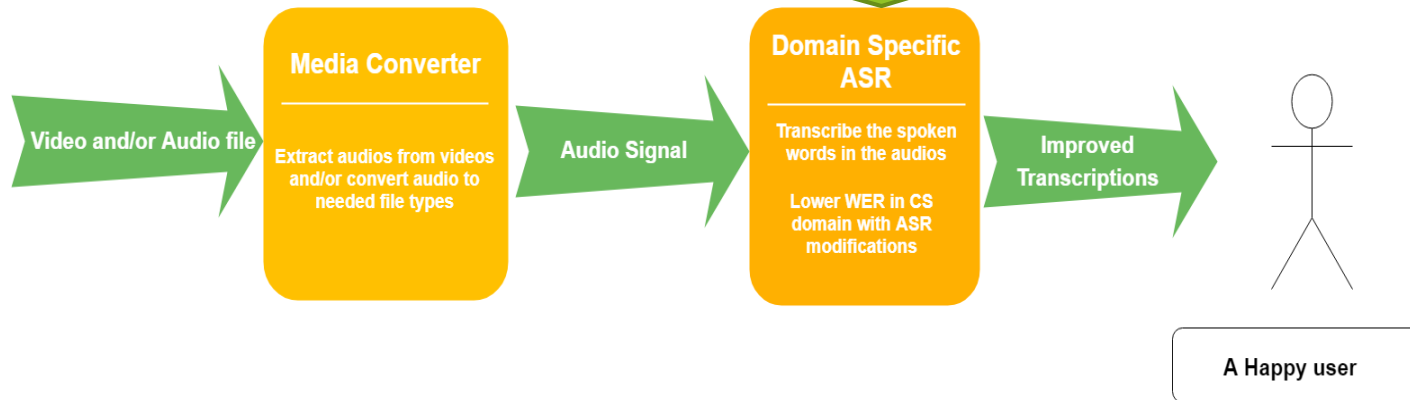 Video and/or Audio file
Media Converter
Extract audios from videos
and/or convert audio to
needed file types
Audio Signal
Domain Specific
ASR
Transcribe the spoken
words in the audios
Lower WER in CS
domain with ASR
modifications
Improved
Transcriptions
A Happy user